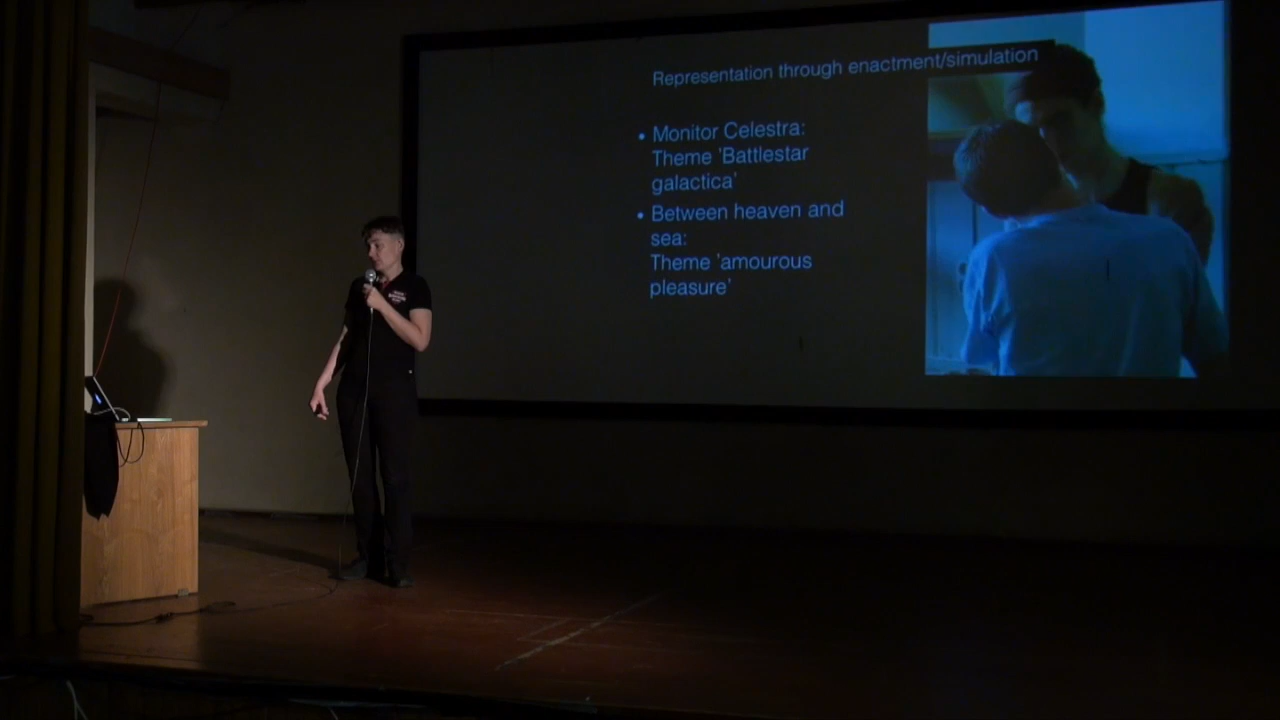 Representation through enactment/simulation
• Monitor Celestra:
Theme 'Battlestar
galactica'
• Between heaven and
sea:
Theme 'amourous
pleasure'